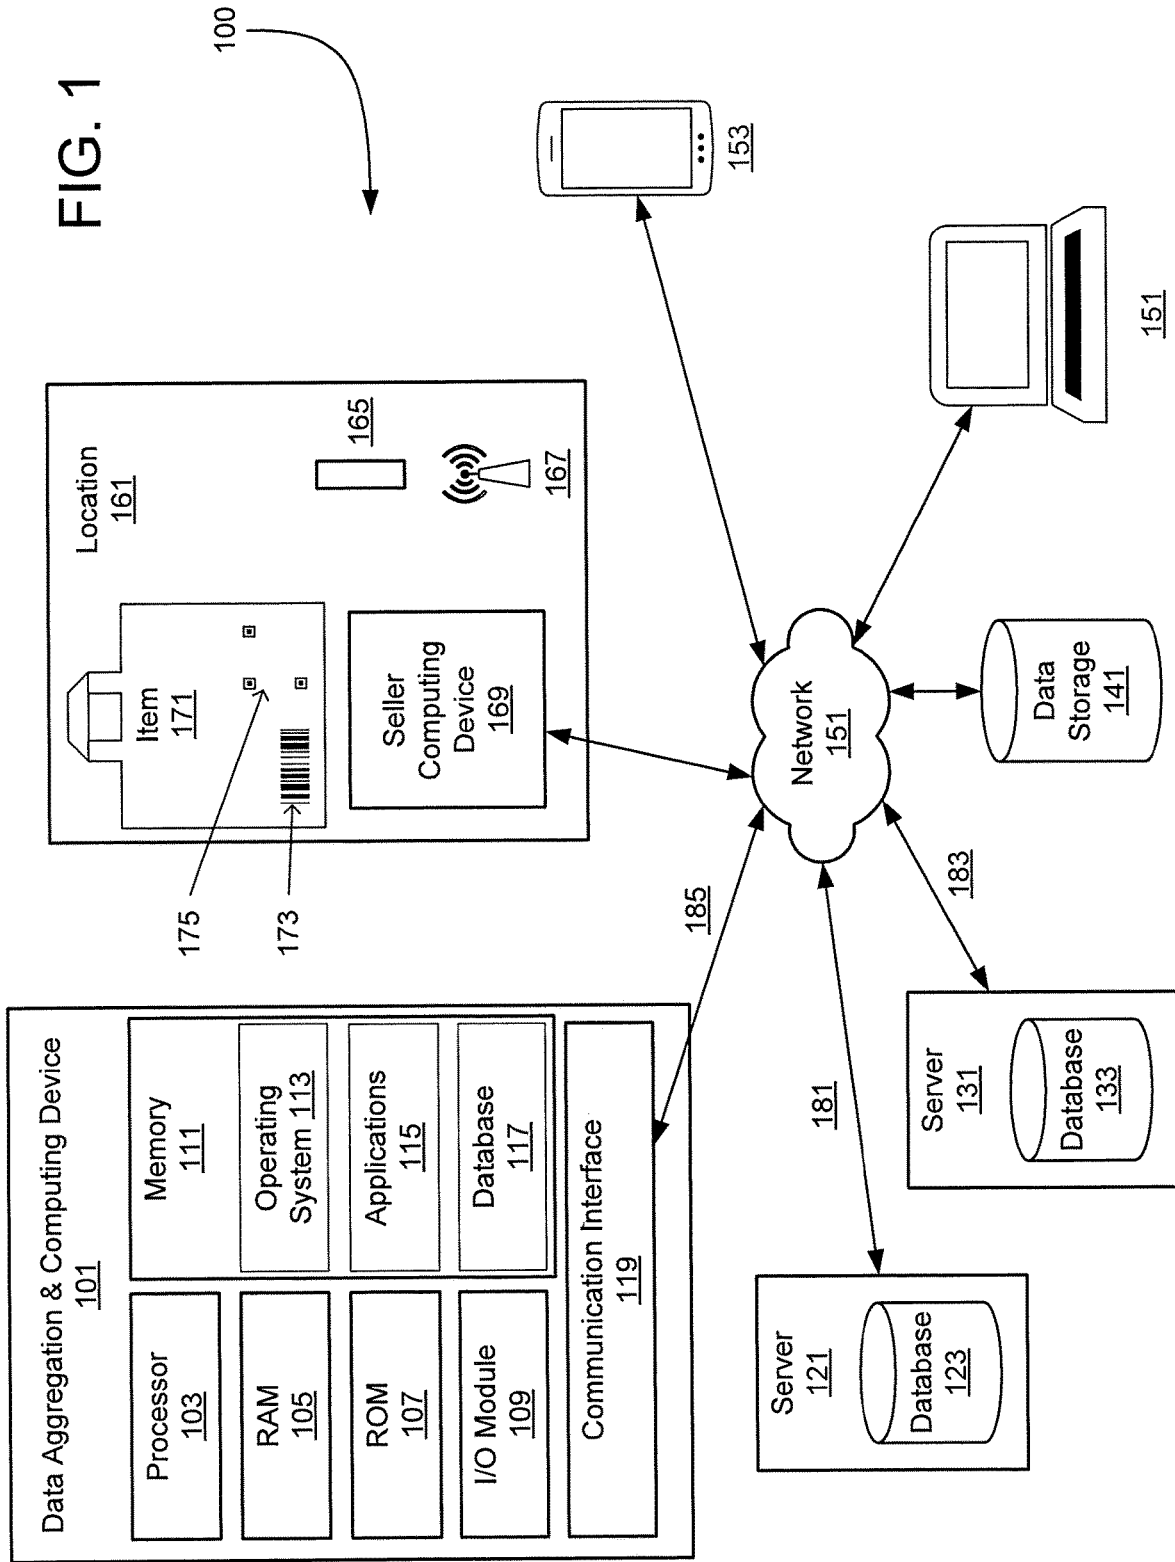 FIG. 1
100
Data Aggregation & Computing Device
101
Processor
103
RAM
105
ROM
107
I/O Module
109
Memory
111
Operating
System 113
Applications
115
Database
117
Communication Interface
119
175
173
Location
161
Item
171
Seller
Computing
Device
169
165
167
185
Network
151
153
151
Data
Storage
141
181
183
Server
121
Database
123
Server
131
Database
133